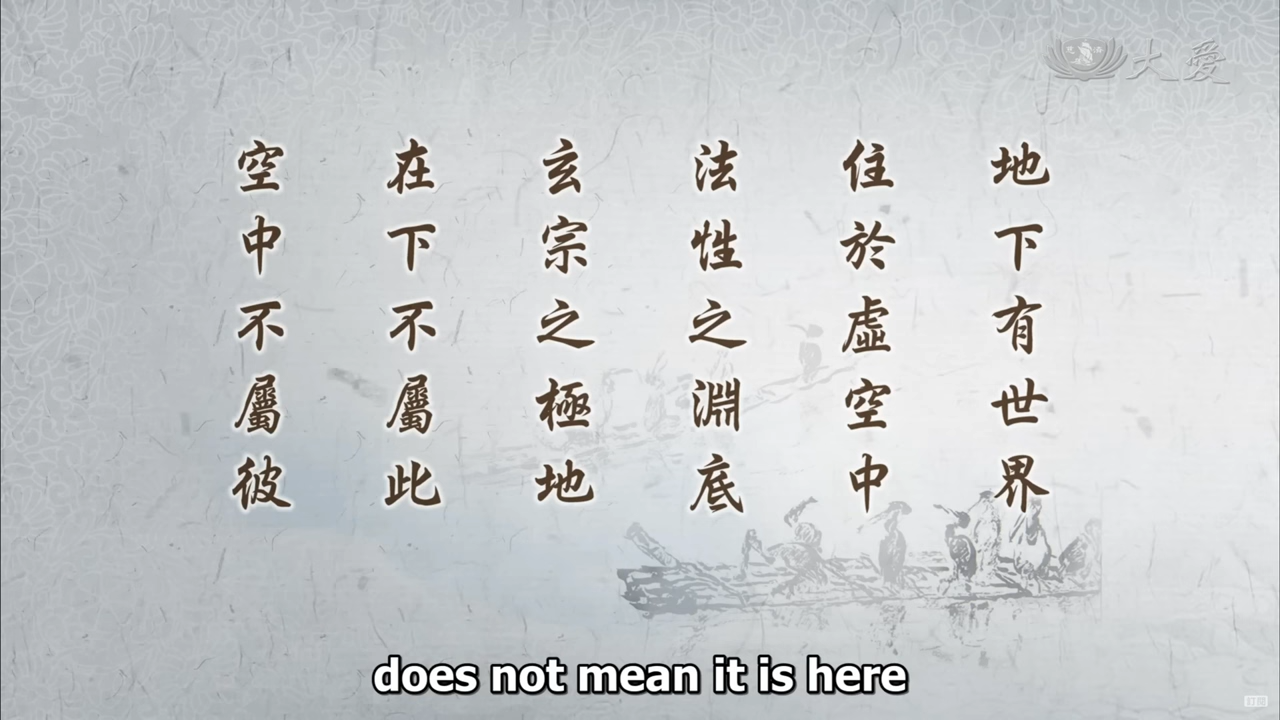 大愛
地下有世界
住於虛空中
法性之淵底
玄宗之極地
在下不屬此
空中不屬彼
does not mean it is here